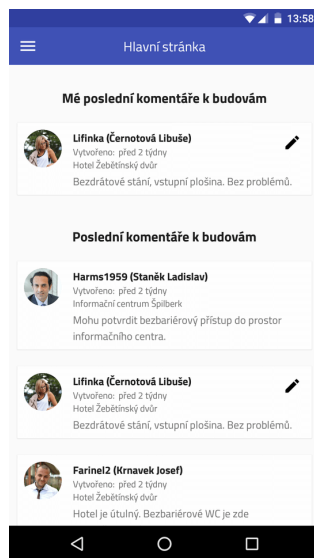 13:58
Hlavní stránka
Mé poslední komentáře k budovám
Lifinka (Černotová Libuše)
Vytvořeno: před 2 týdny
Hotel Žebětínský dvůr
Bezdrátové stání, vstupní plošina. Bez problémů.
Poslední komentáře k budovám
Harms1959 (Staněk Ladislav)
Vytvořeno: před 2 týdny
Informační centrum Špilberk
Mohu potvrdit bezbariérový přístup do prostor
informačního centra.
Lifinka (Černotová Libuše)
Vytvořeno: před 2 týdny
Hotel Žebětínský dvůr
Bezdrátové stání, vstupní plošina. Bez problémů.
Farinel2 (Krnavek Josef)
Vytvořeno: před 2 týdny
Hotel Žebětínský dvůr
Hotel je útulný. Bezbariérové WC je zde